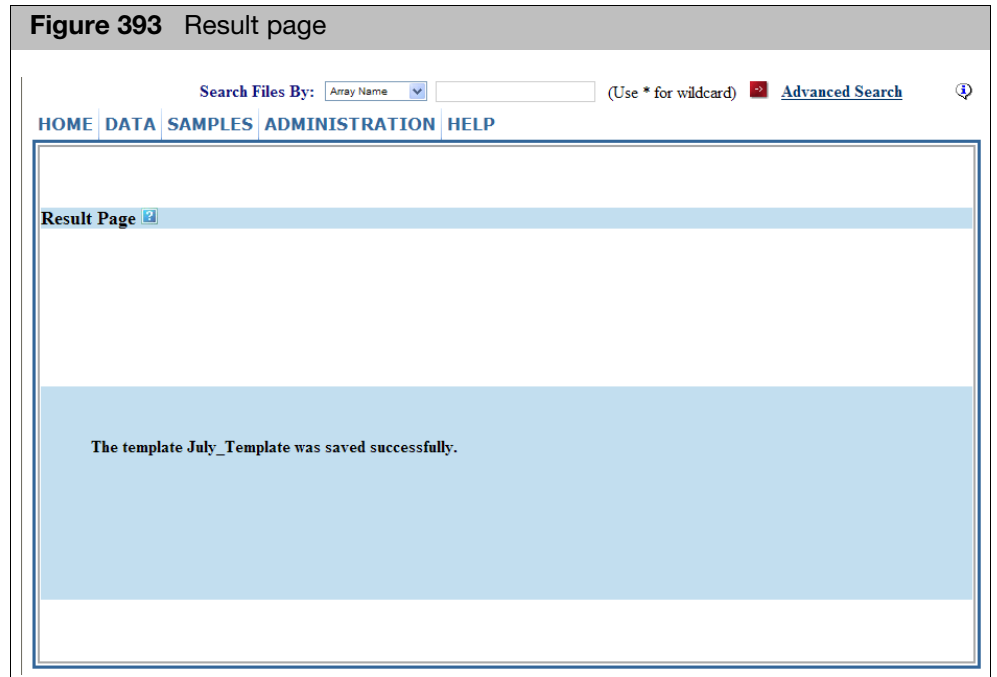 Figure 393 Result page
Search Files By: Array Name (Use * for wildcard) Advanced Search
HOME DATA SAMPLES ADMINISTRATION HELP
Result Page ?
The template July_Template was saved successfully.